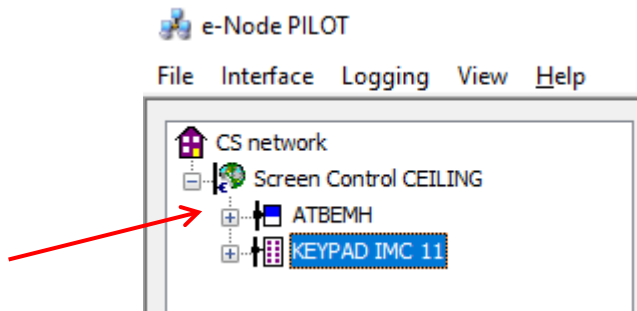 e-Node PILOT
File Interface Logging View Help
CS network
Screen Control CEILING
ATBEMH
KEYPAD IMC 11